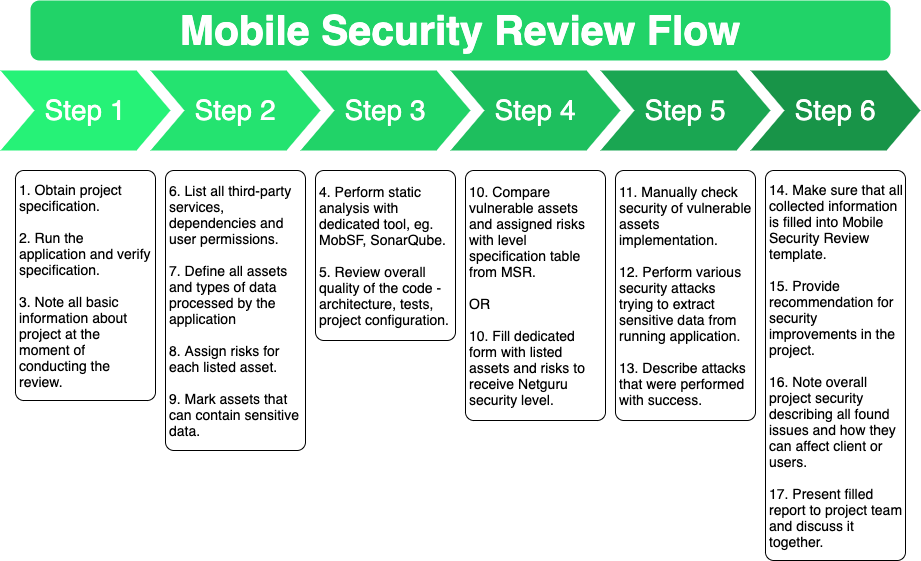 Mobile Security Review Flow
Step 1
Step 2
Step 3
Step 4
Step 5
Step 6
1. Obtain project
specification.
2. Run the
application and verify
specification.
3. Note all basic
information about
project at the
moment of
conducting the
review.
6. List all third-party
services,
dependencies and
user permissions.
7. Define all assets
and types of data
processed by the
application
8. Assign risks for
each listed asset.
9. Mark assets that
can contain sensitive
data.
4. Perform static
analysis with
dedicated tool, eg.
MobSF, SonarQube.
5. Review overall
quality of the code -
architecture, tests,
project configuration.
10. Compare
vulnerable assets
and assigned risks
with level
specification table
from MSR.
OR
10. Fill dedicated
form with listed
assets and risks to
receive Netguru
security level.
11. Manually check
security of vulnerable
assets
implementation.
12. Perform various
security attacks
trying to extract
sensitive data from
running application.
13. Describe attacks
that were performed
with success.
14. Make sure that all
collected information
is filled into Mobile
Security Review
template.
15. Provide
recommendation for
security
improvements in the
project.
16. Note overall
project security
describing all found
issues and how they
can affect client or
users.
17. Present filled
report to project team
and discuss it
together.